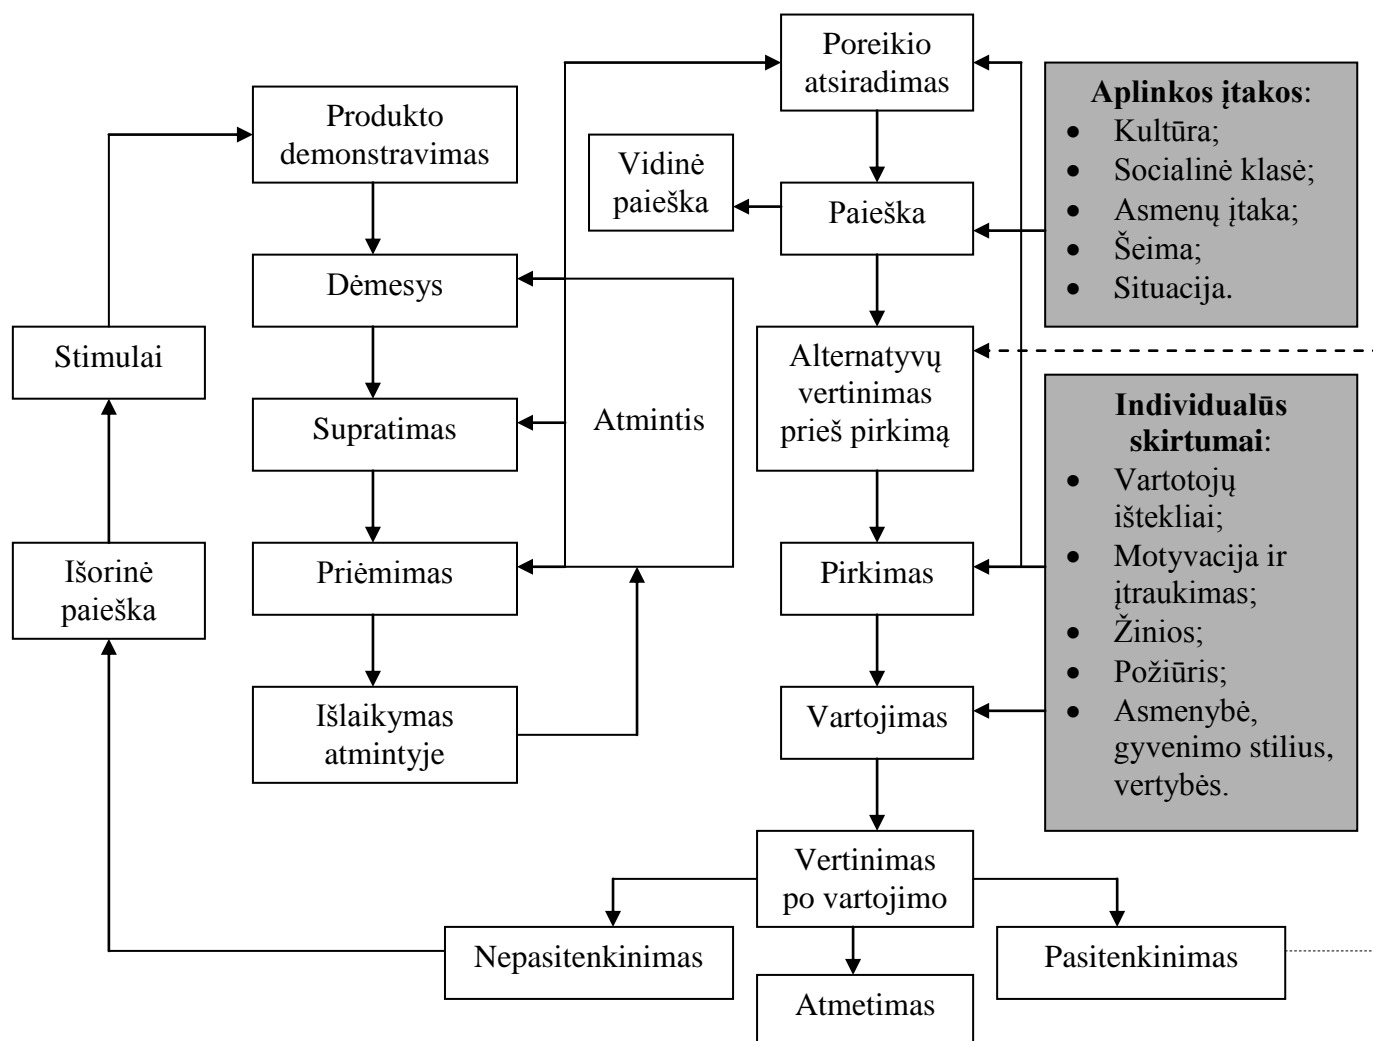 Poreikio
atsiradimas
Produkto
demonstravimas
Vidinė
paieška
Paieška
Aplinkos įtakos:
• Kultūra;
• Socialinė klasė;
• Asmenų įtaka;
• Šeima;
• Situacija.
Dėmesys
Stimulai
Alternatyvų
vertinimas
prieš pirkimą
Supratimas
Atmintis
Individualūs
skirtumai:
• Vartotojų
ištekliai;
• Motyvacija ir
įtraukimas;
• Žinios;
• Požiūris;
• Asmenybė,
gyvenimo stilius,
vertybės.
Išorinė
paieška
Priėmimas
Pirkimas
Išlaikymas
atmintyje
Vartojimas
Vertinimas
po vartojimo
Nepasitenkinimas
Pasitenkinimas
Atmetimas